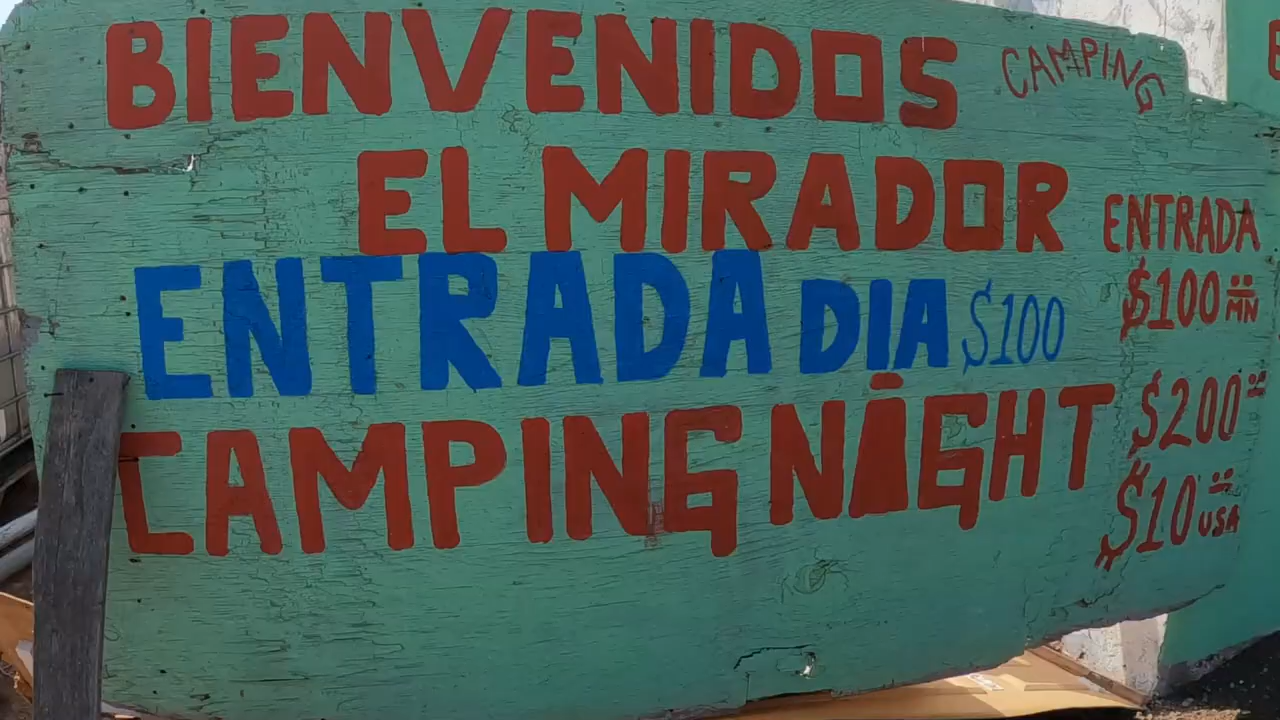 BIENVENIDOS
CAMPING
EL MIRADOR
ENTRADA
$100 MN
ENTRADA DIA $100
CAMPING NIGHT
$200
$10 USA